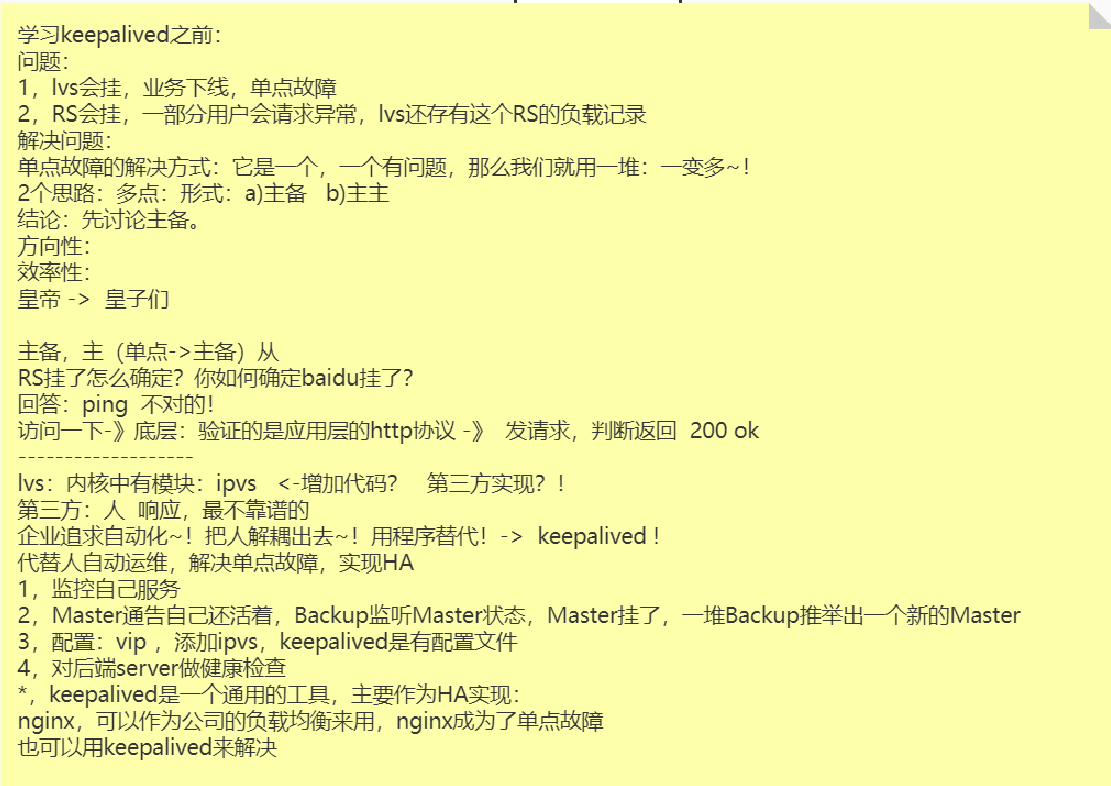 学习keepalived之前：
问题：
1，lvs会挂，业务下线，单点故障
2，RS会挂，一部分用户会请求异常，lvs还存有这个RS的负载记录
解决问题：
单点故障的解决方式：它是一个，一个有问题，那么我们就用一堆：一变多~！
2个思路：多点：形式：a)主备   b)主主
结论：先讨论主备。
方向性：
效率性：
皇帝 ->  皇子们
主备，主（单点->主备）从
RS挂了怎么确定？你如何确定baidu挂了？
回答：ping  不对的！
访问一下-》底层：验证的是应用层的http协议 -》  发请求，判断返回  200 ok
-------------------
lvs：内核中有模块：ipvs   <-增加代码？   第三方实现？！
第三方：人  响应，最不靠谱的
企业追求自动化~！把人解耦出去~！用程序替代！->  keepalived！
代替人自动运维，解决单点故障，实现HA
1，监控自己服务
2，Master通告自己还活着，Backup监听Master状态，Master挂了，一堆Backup推举出一个新的Master
3，配置：vip ，添加ipvs，keepalived是有配置文件
4，对后端server做健康检查
*，keepalived是一个通用的工具，主要作为HA实现：
nginx，可以作为公司的负载均衡来用，nginx成为了单点故障
也可以用keepalived来解决